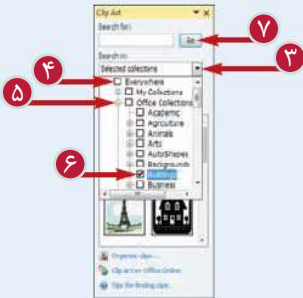 Clip Art
Search for:
Go
۷
Search in:
Selected collections
۳
۴
Everywhere
My Collections
۵
Office Collections
Academic
Agriculture
Animals
Arts
AutoShapes
Backgrounds
۶
Buildings
Business
Organize clips...
Clip art on Office Online
Tips for finding clips